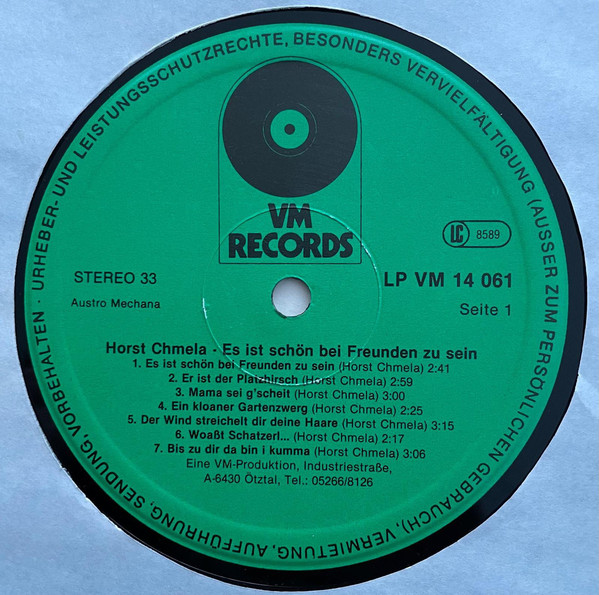 URHEBER- UND LEISTUNGSSCHUTZRECHTE, BESONDERS VERVIELFÄLTIGUNG (AUSSER ZUM PERSÖNLICHEN GEBRAUCH), VERMIETUNG, AUFFÜHRUNG, SENDUNG, VORBEHALTEN ·
VM
RECORDS
LC 8589
STEREO 33
LP VM 14 061
Austro Mechana
Seite 1
Horst Chmela - Es ist schön bei Freunden zu sein
1. Es ist schön bei Freunden zu sein (Horst Chmela) 2:41
2. Er ist der Platzhirsch (Horst Chmela) 2:59
3. Mama sei g'scheit (Horst Chmela) 3:00
4. Ein kloaner Gartenzwerg (Horst Chmela) 2:25
5. Der Wind streichelt dir deine Haare (Horst Chmela) 3:15
6. Woaßt Schatzerl... (Horst Chmela) 2:17
7. Bis zu dir da bin i kumma (Horst Chmela) 3:06
Eine VM-Produktion, Industriestraße,
A-6430 Ötztal, Tel.: 05266/8126